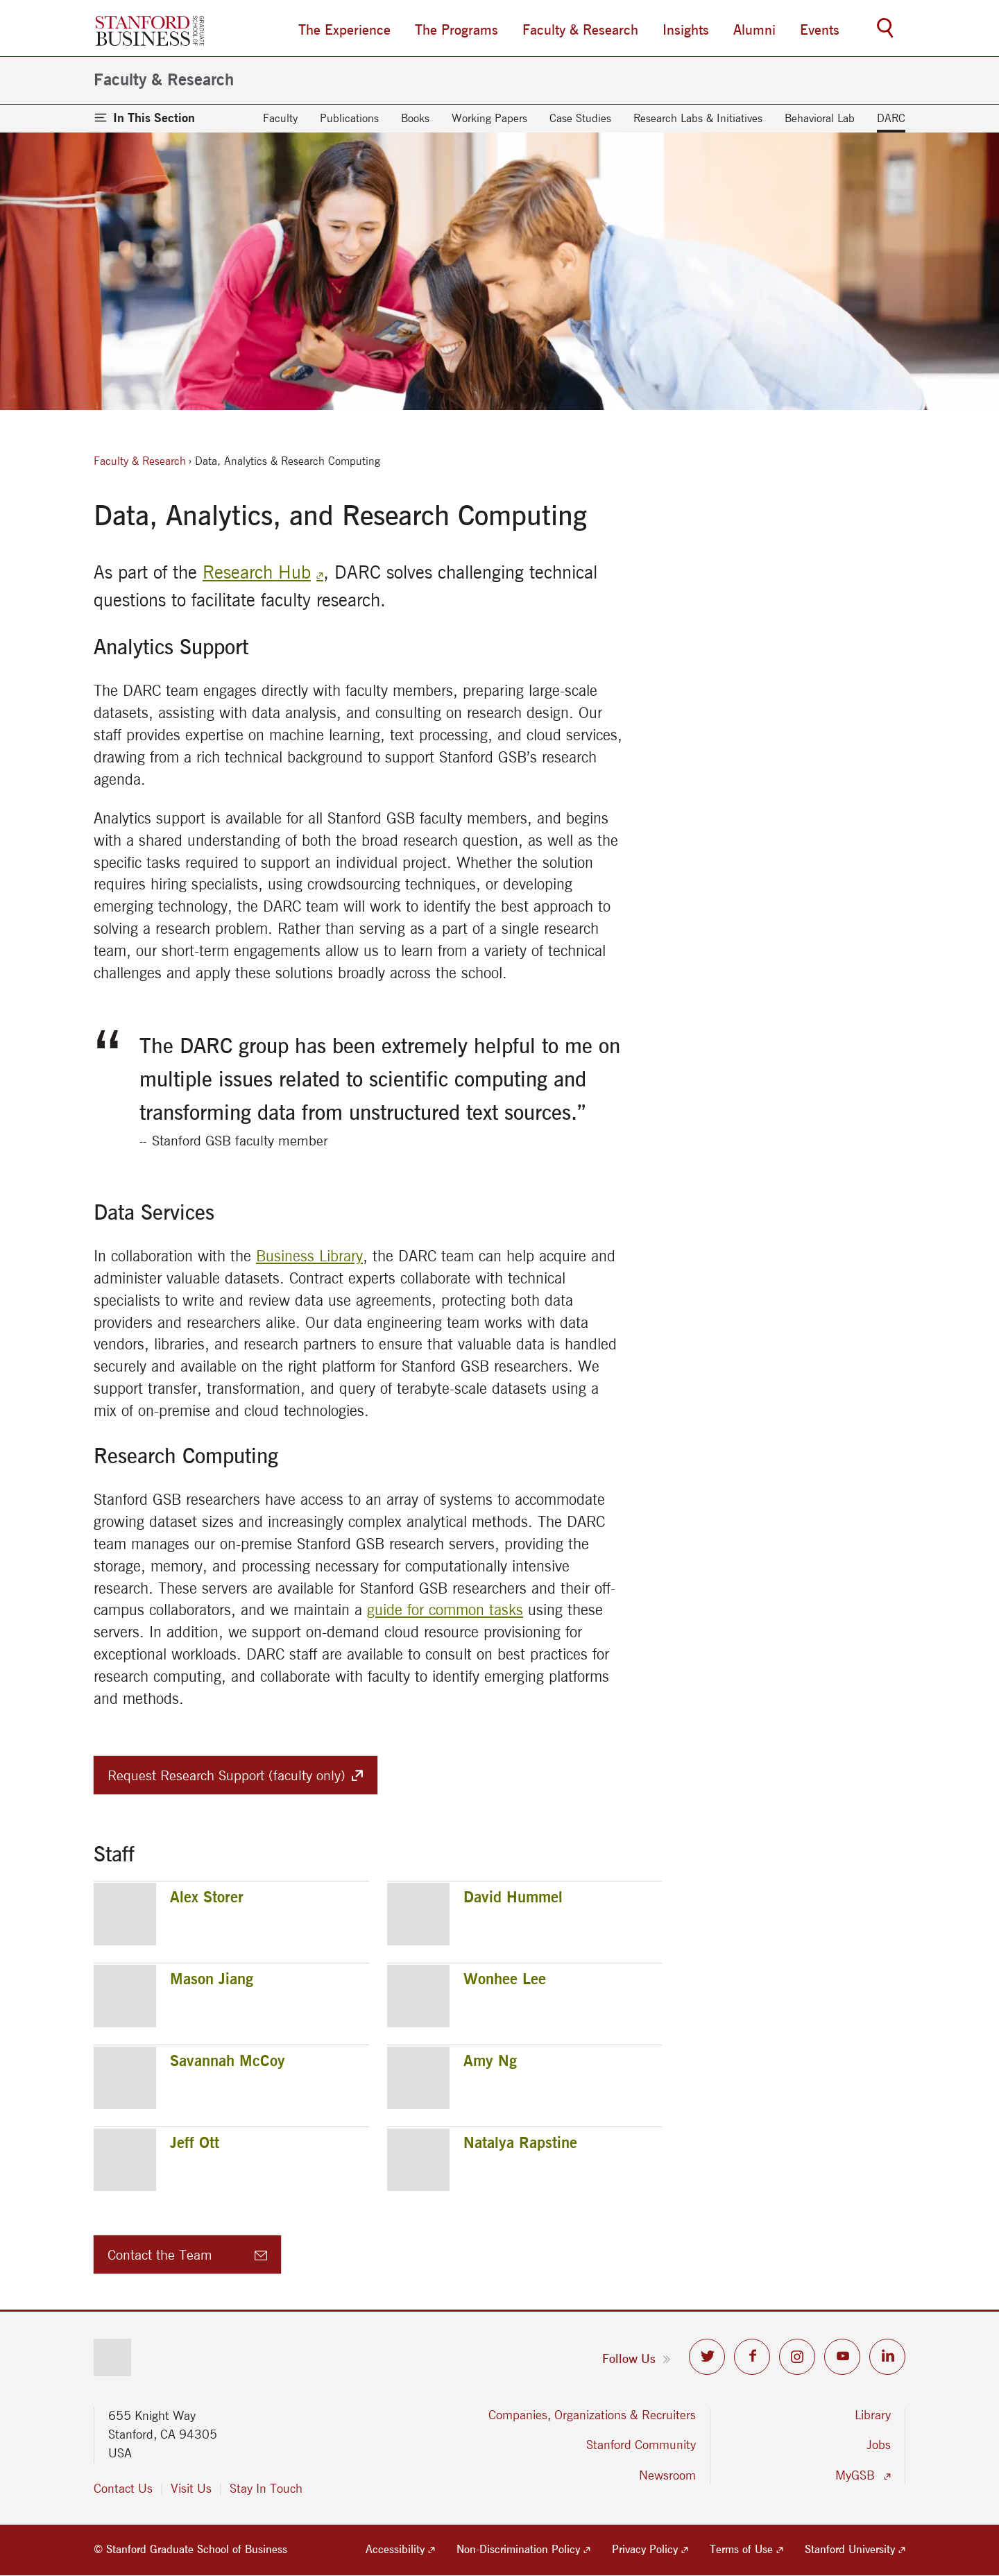 STANFORD
BUSINESS
GRADUATE
SCHOOL OF
The Experience
The Programs
Faculty & Research
Insights
Alumni
Events
Faculty & Research
In This Section
Faculty
Publications
Books
Working Papers
Case Studies
Research Labs & Initiatives
Behavioral Lab
DARC
Faculty & Research › Data, Analytics & Research Computing
Data, Analytics, and Research Computing
As part of the Research Hub, DARC solves challenging technical
questions to facilitate faculty research.
Analytics Support
The DARC team engages directly with faculty members, preparing large-scale
datasets, assisting with data analysis, and consulting on research design. Our
staff provides expertise on machine learning, text processing, and cloud services,
drawing from a rich technical background to support Stanford GSB’s research
agenda.
Analytics support is available for all Stanford GSB faculty members, and begins
with a shared understanding of both the broad research question, as well as the
specific tasks required to support an individual project. Whether the solution
requires hiring specialists, using crowdsourcing techniques, or developing
emerging technology, the DARC team will work to identify the best approach to
solving a research problem. Rather than serving as a part of a single research
team, our short-term engagements allow us to learn from a variety of technical
challenges and apply these solutions broadly across the school.
“ The DARC group has been extremely helpful to me on
multiple issues related to scientific computing and
transforming data from unstructured text sources.”
-- Stanford GSB faculty member
Data Services
In collaboration with the Business Library, the DARC team can help acquire and
administer valuable datasets. Contract experts collaborate with technical
specialists to write and review data use agreements, protecting both data
providers and researchers alike. Our data engineering team works with data
vendors, libraries, and research partners to ensure that valuable data is handled
securely and available on the right platform for Stanford GSB researchers. We
support transfer, transformation, and query of terabyte-scale datasets using a
mix of on-premise and cloud technologies.
Research Computing
Stanford GSB researchers have access to an array of systems to accommodate
growing dataset sizes and increasingly complex analytical methods. The DARC
team manages our on-premise Stanford GSB research servers, providing the
storage, memory, and processing necessary for computationally intensive
research. These servers are available for Stanford GSB researchers and their off-
campus collaborators, and we maintain a guide for common tasks using these
servers. In addition, we support on-demand cloud resource provisioning for
exceptional workloads. DARC staff are available to consult on best practices for
research computing, and collaborate with faculty to identify emerging platforms
and methods.
Request Research Support (faculty only)
Staff
Alex Storer
David Hummel
Mason Jiang
Wonhee Lee
Savannah McCoy
Amy Ng
Jeff Ott
Natalya Rapstine
Contact the Team
Follow Us
655 Knight Way
Stanford, CA 94305
USA
Contact Us
Visit Us
Stay In Touch
Companies, Organizations & Recruiters
Stanford Community
Newsroom
Library
Jobs
MyGSB
© Stanford Graduate School of Business
Accessibility
Non-Discrimination Policy
Privacy Policy
Terms of Use
Stanford University